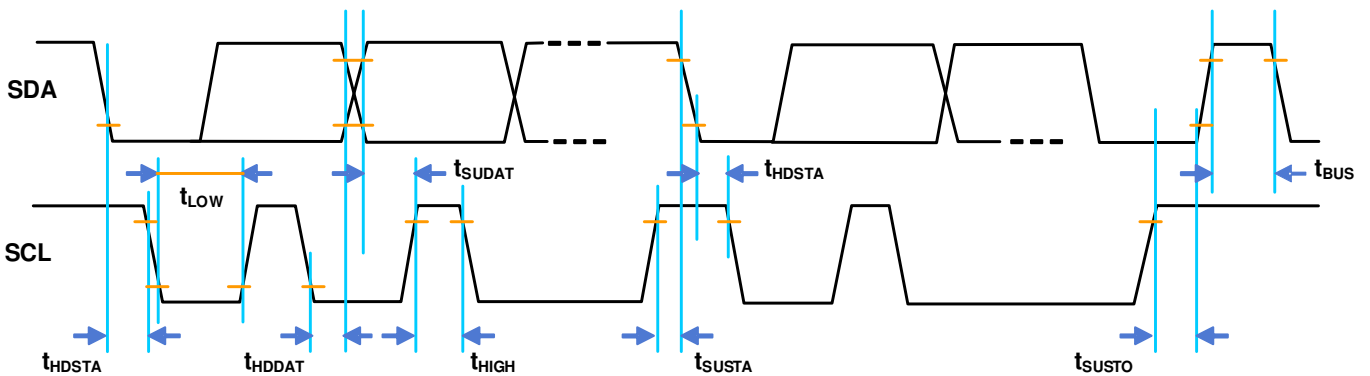 SDA
tSUDAT
tHDSTA
tBUS
tLOW
SCL
tHDSTA
tHDDAT
tHIGH
tSUSTA
tSUSTO